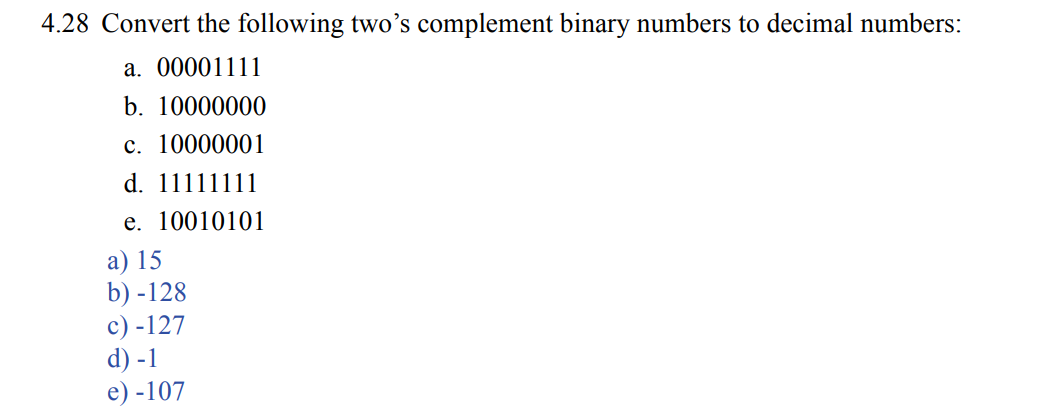 4.28 Convert the following two’s complement binary numbers to decimal numbers:
a. 00001111
b. 10000000
c. 10000001
d. 11111111
e. 10010101
a) 15
b) -128
c) -127
d) -1
e) -107